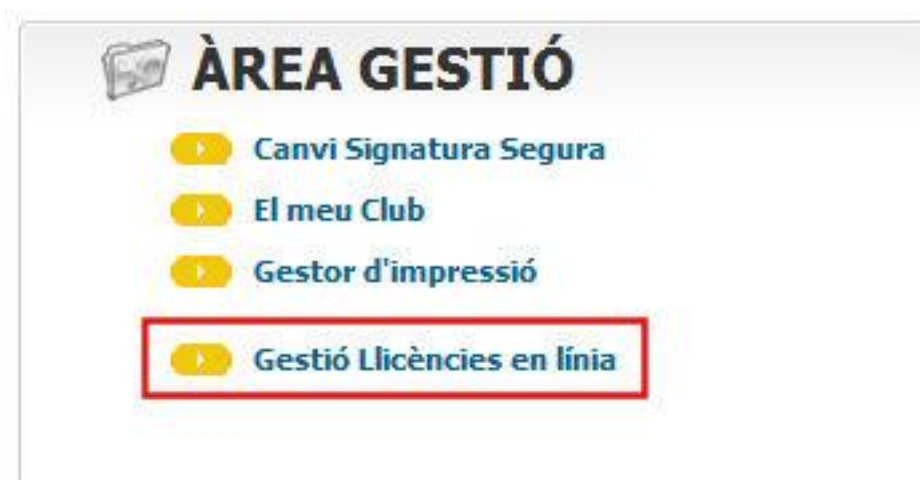 ÀREA GESTIÓ
Canvi Signatura Segura
El meu Club
Gestor d'impressió
Gestió Llicències en línia